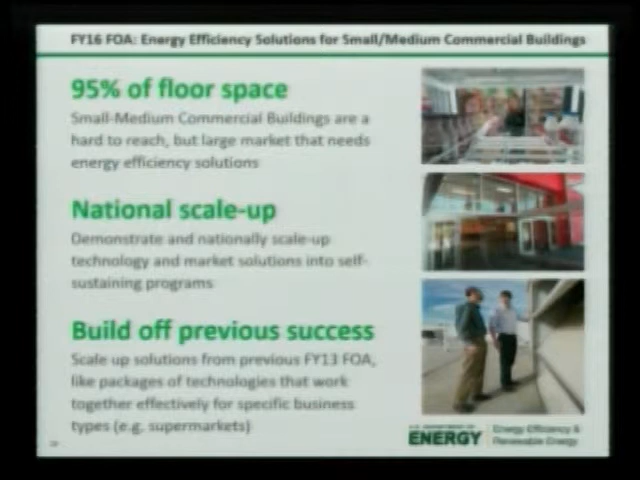 FY16 FOA: Energy Efficiency Solutions for Small/Medium Commercial Buildings
95% of floor space
Small-Medium Commercial Buildings are a
hard to reach, but large market that needs
energy efficiency solutions
National scale-up
Demonstrate and nationally scale-up
technology and market solutions into self-
sustaining programs
Build off previous success
Scale up solutions from previous FY13 FOA,
like packages of technologies that work
together effectively for specific business
types (e.g. supermarkets)
U.S. DEPARTMENT OF
ENERGY
Energy Efficiency &
Renewable Energy